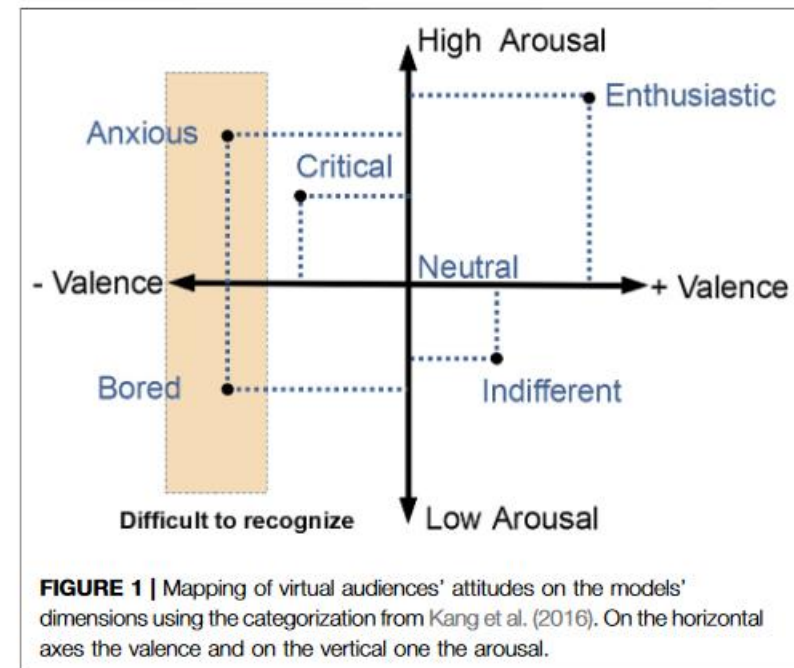 High Arousal
Enthusiastic
Anxious
Critical
Neutral
- Valence
+ Valence
Bored
Indifferent
Difficult to recognize
Low Arousal
FIGURE 1 | Mapping of virtual audiences’ attitudes on the models’
dimensions using the categorization from Kang et al. (2016). On the horizontal
axes the valence and on the vertical one the arousal.